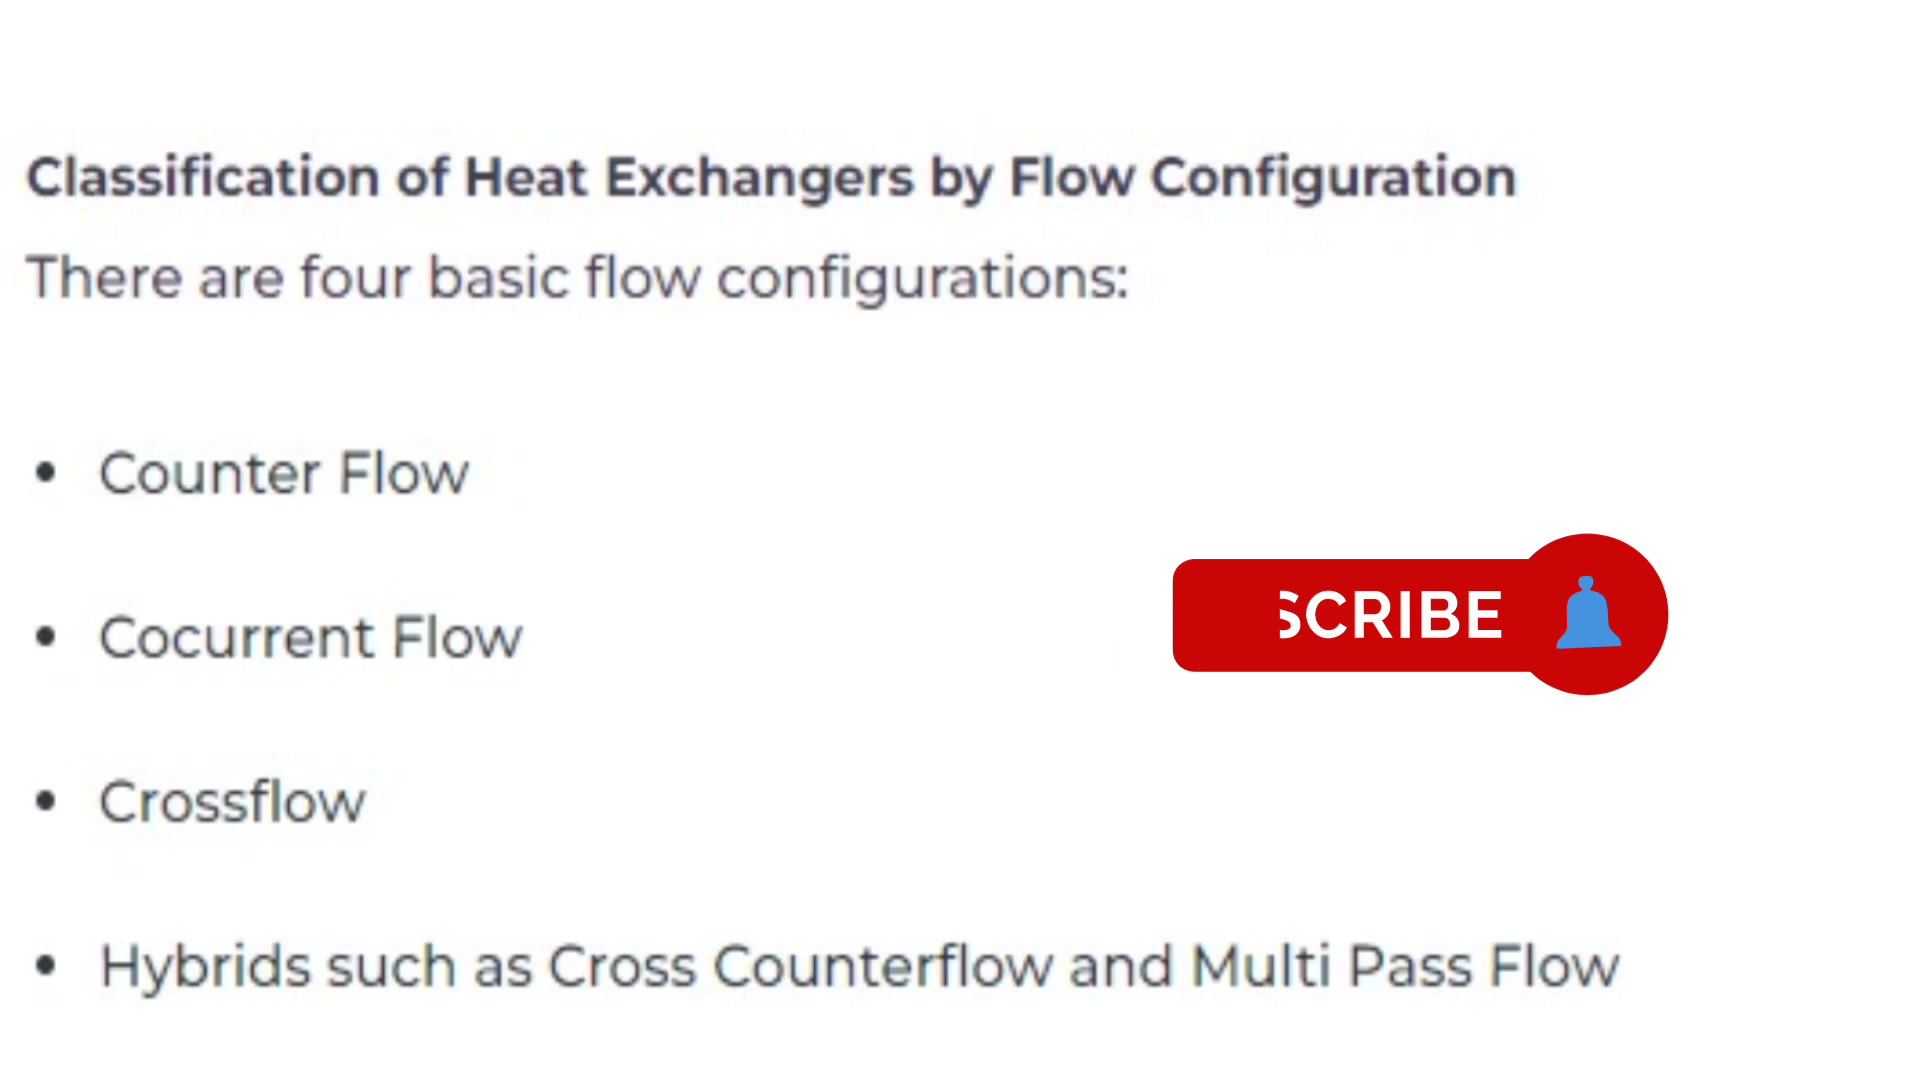 Classification of Heat Exchangers by Flow Configuration
There are four basic flow configurations:
• Counter Flow
• Cocurrent Flow
SCRIBE
• Crossflow
• Hybrids such as Cross Counterflow and Multi Pass Flow